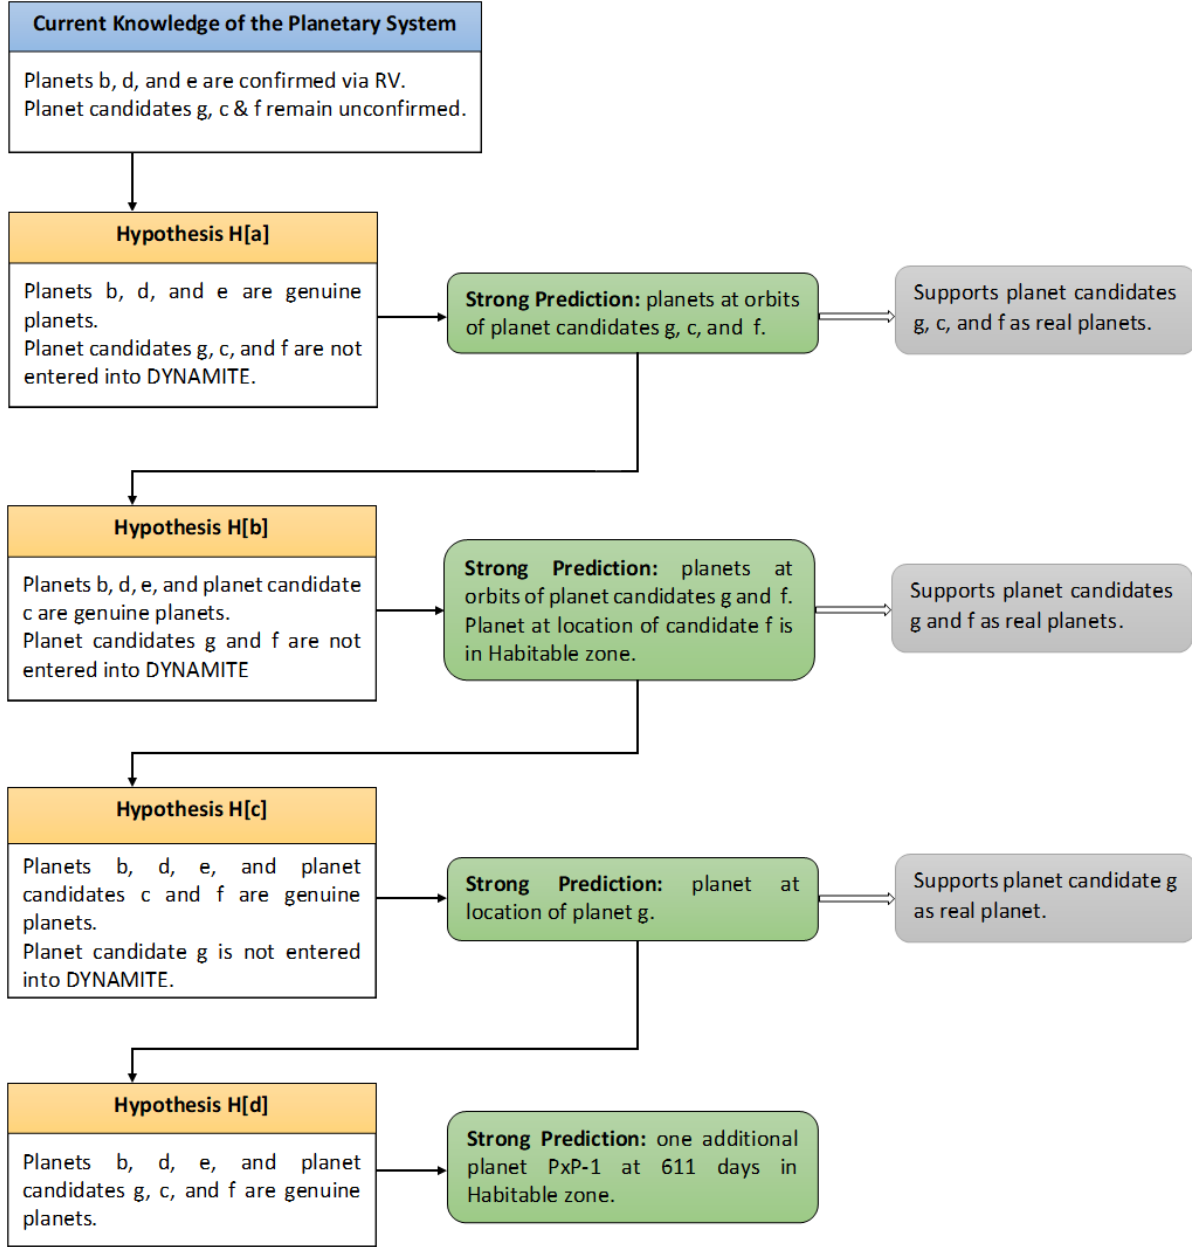 Current Knowledge of the Planetary System
Planets b, d, and e are confirmed via RV.
Planet candidates g, c & f remain unconfirmed.
Hypothesis H[a]
Planets b, d, and e are genuine
planets.
Planet candidates g, c, and f are not
entered into DYNAMITE.
Strong Prediction: planets at orbits
of planet candidates g, c, and f.
Supports planet candidates
g, c, and f as real planets.
Hypothesis H[b]
Planets b, d, e, and planet candidate
c are genuine planets.
Planet candidates g and f are not
entered into DYNAMITE
Strong Prediction: planets at
orbits of planet candidates g and f.
Planet at location of candidate f is
in Habitable zone.
Supports planet candidates
g and f as real planets.
Hypothesis H[c]
Planets b, d, e, and planet
candidates c and f are genuine
planets.
Planet candidate g is not entered
into DYNAMITE.
Strong Prediction: planet at
location of planet g.
Supports planet candidate g
as real planet.
Hypothesis H[d]
Planets b, d, e, and planet
candidates g, c, and f are genuine
planets.
Strong Prediction: one additional
planet PxP-1 at 611 days in
Habitable zone.